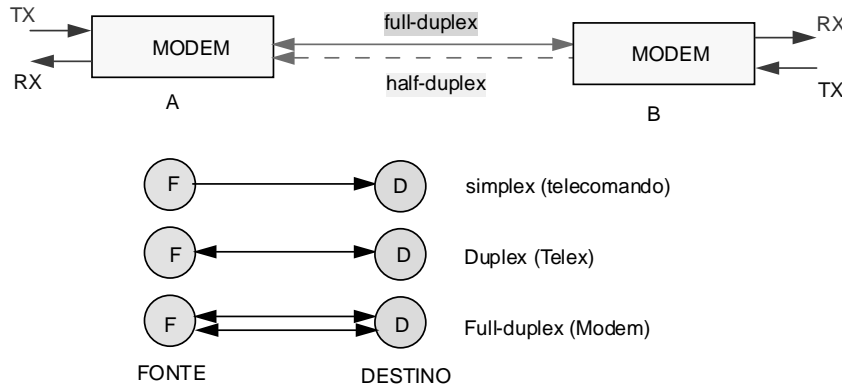 TX
RX
MODEM
A
full-duplex
half-duplex
MODEM
B
RX
TX
F D simplex (telecomando)
F D Duplex (Telex)
F D Full-duplex (Modem)
FONTE DESTINO